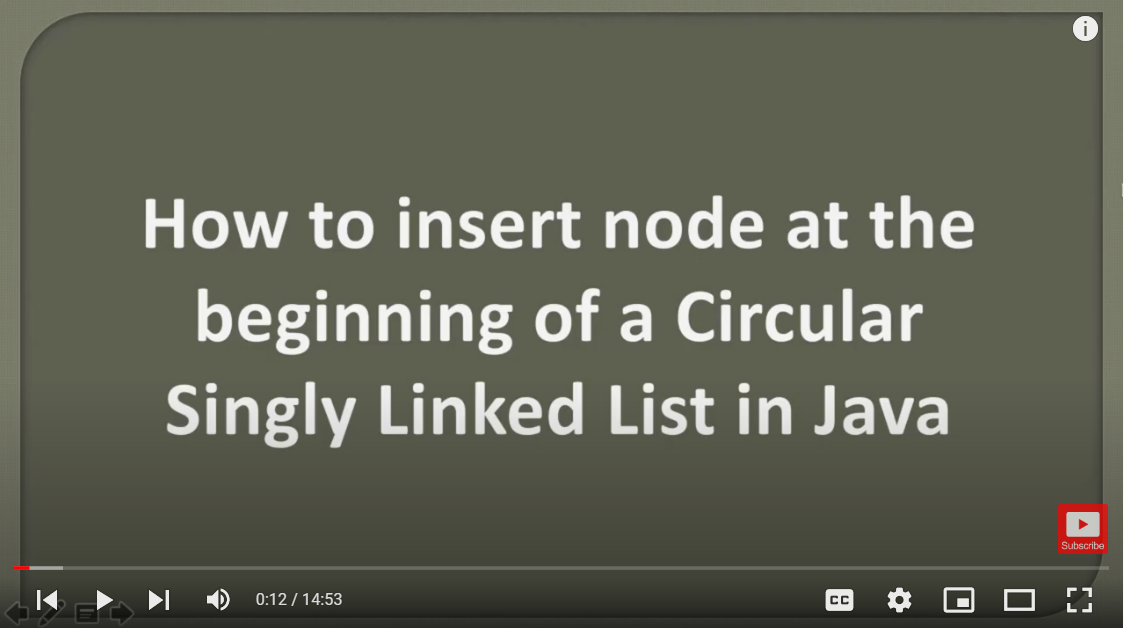 i
How to insert node at the
beginning of a Circular
Singly Linked List in Java
Subscribe
0:12 / 14:53
CC